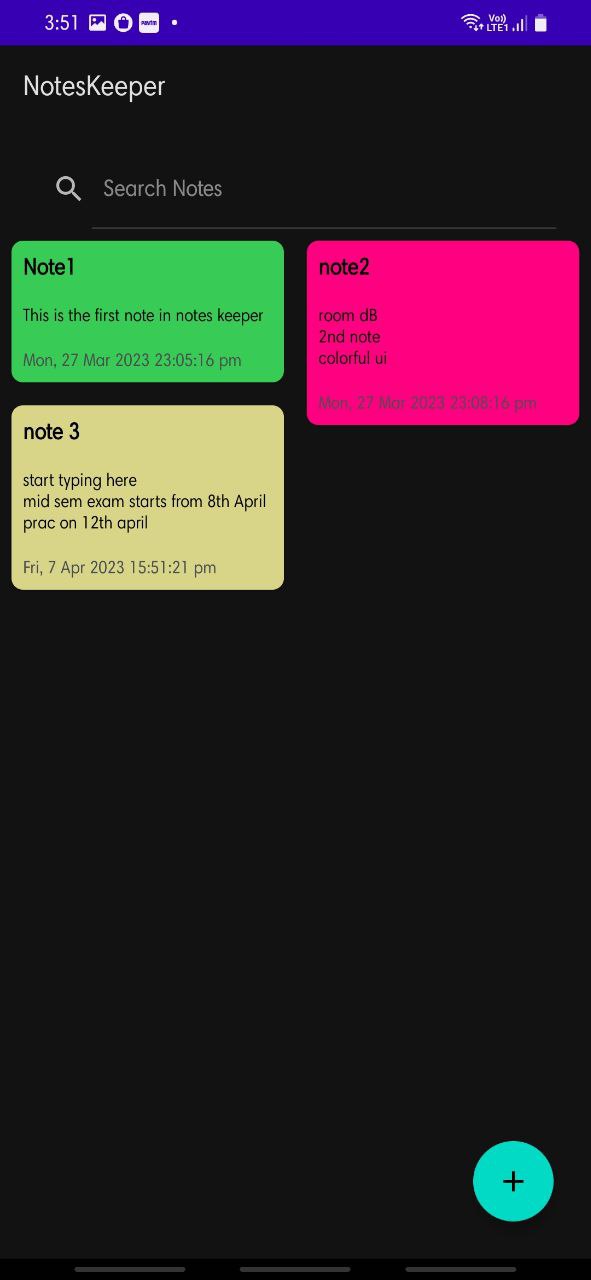 3:51 paytm Vo)) LTE1
NotesKeeper
Search Notes
Note1
This is the first note in notes keeper
Mon, 27 Mar 2023 23:05:16 pm
note2
room dB
2nd note
colorful ui
Mon, 27 Mar 2023 23:08:16 pm
note 3
start typing here
mid sem exam starts from 8th April
prac on 12th april
Fri, 7 Apr 2023 15:51:21 pm